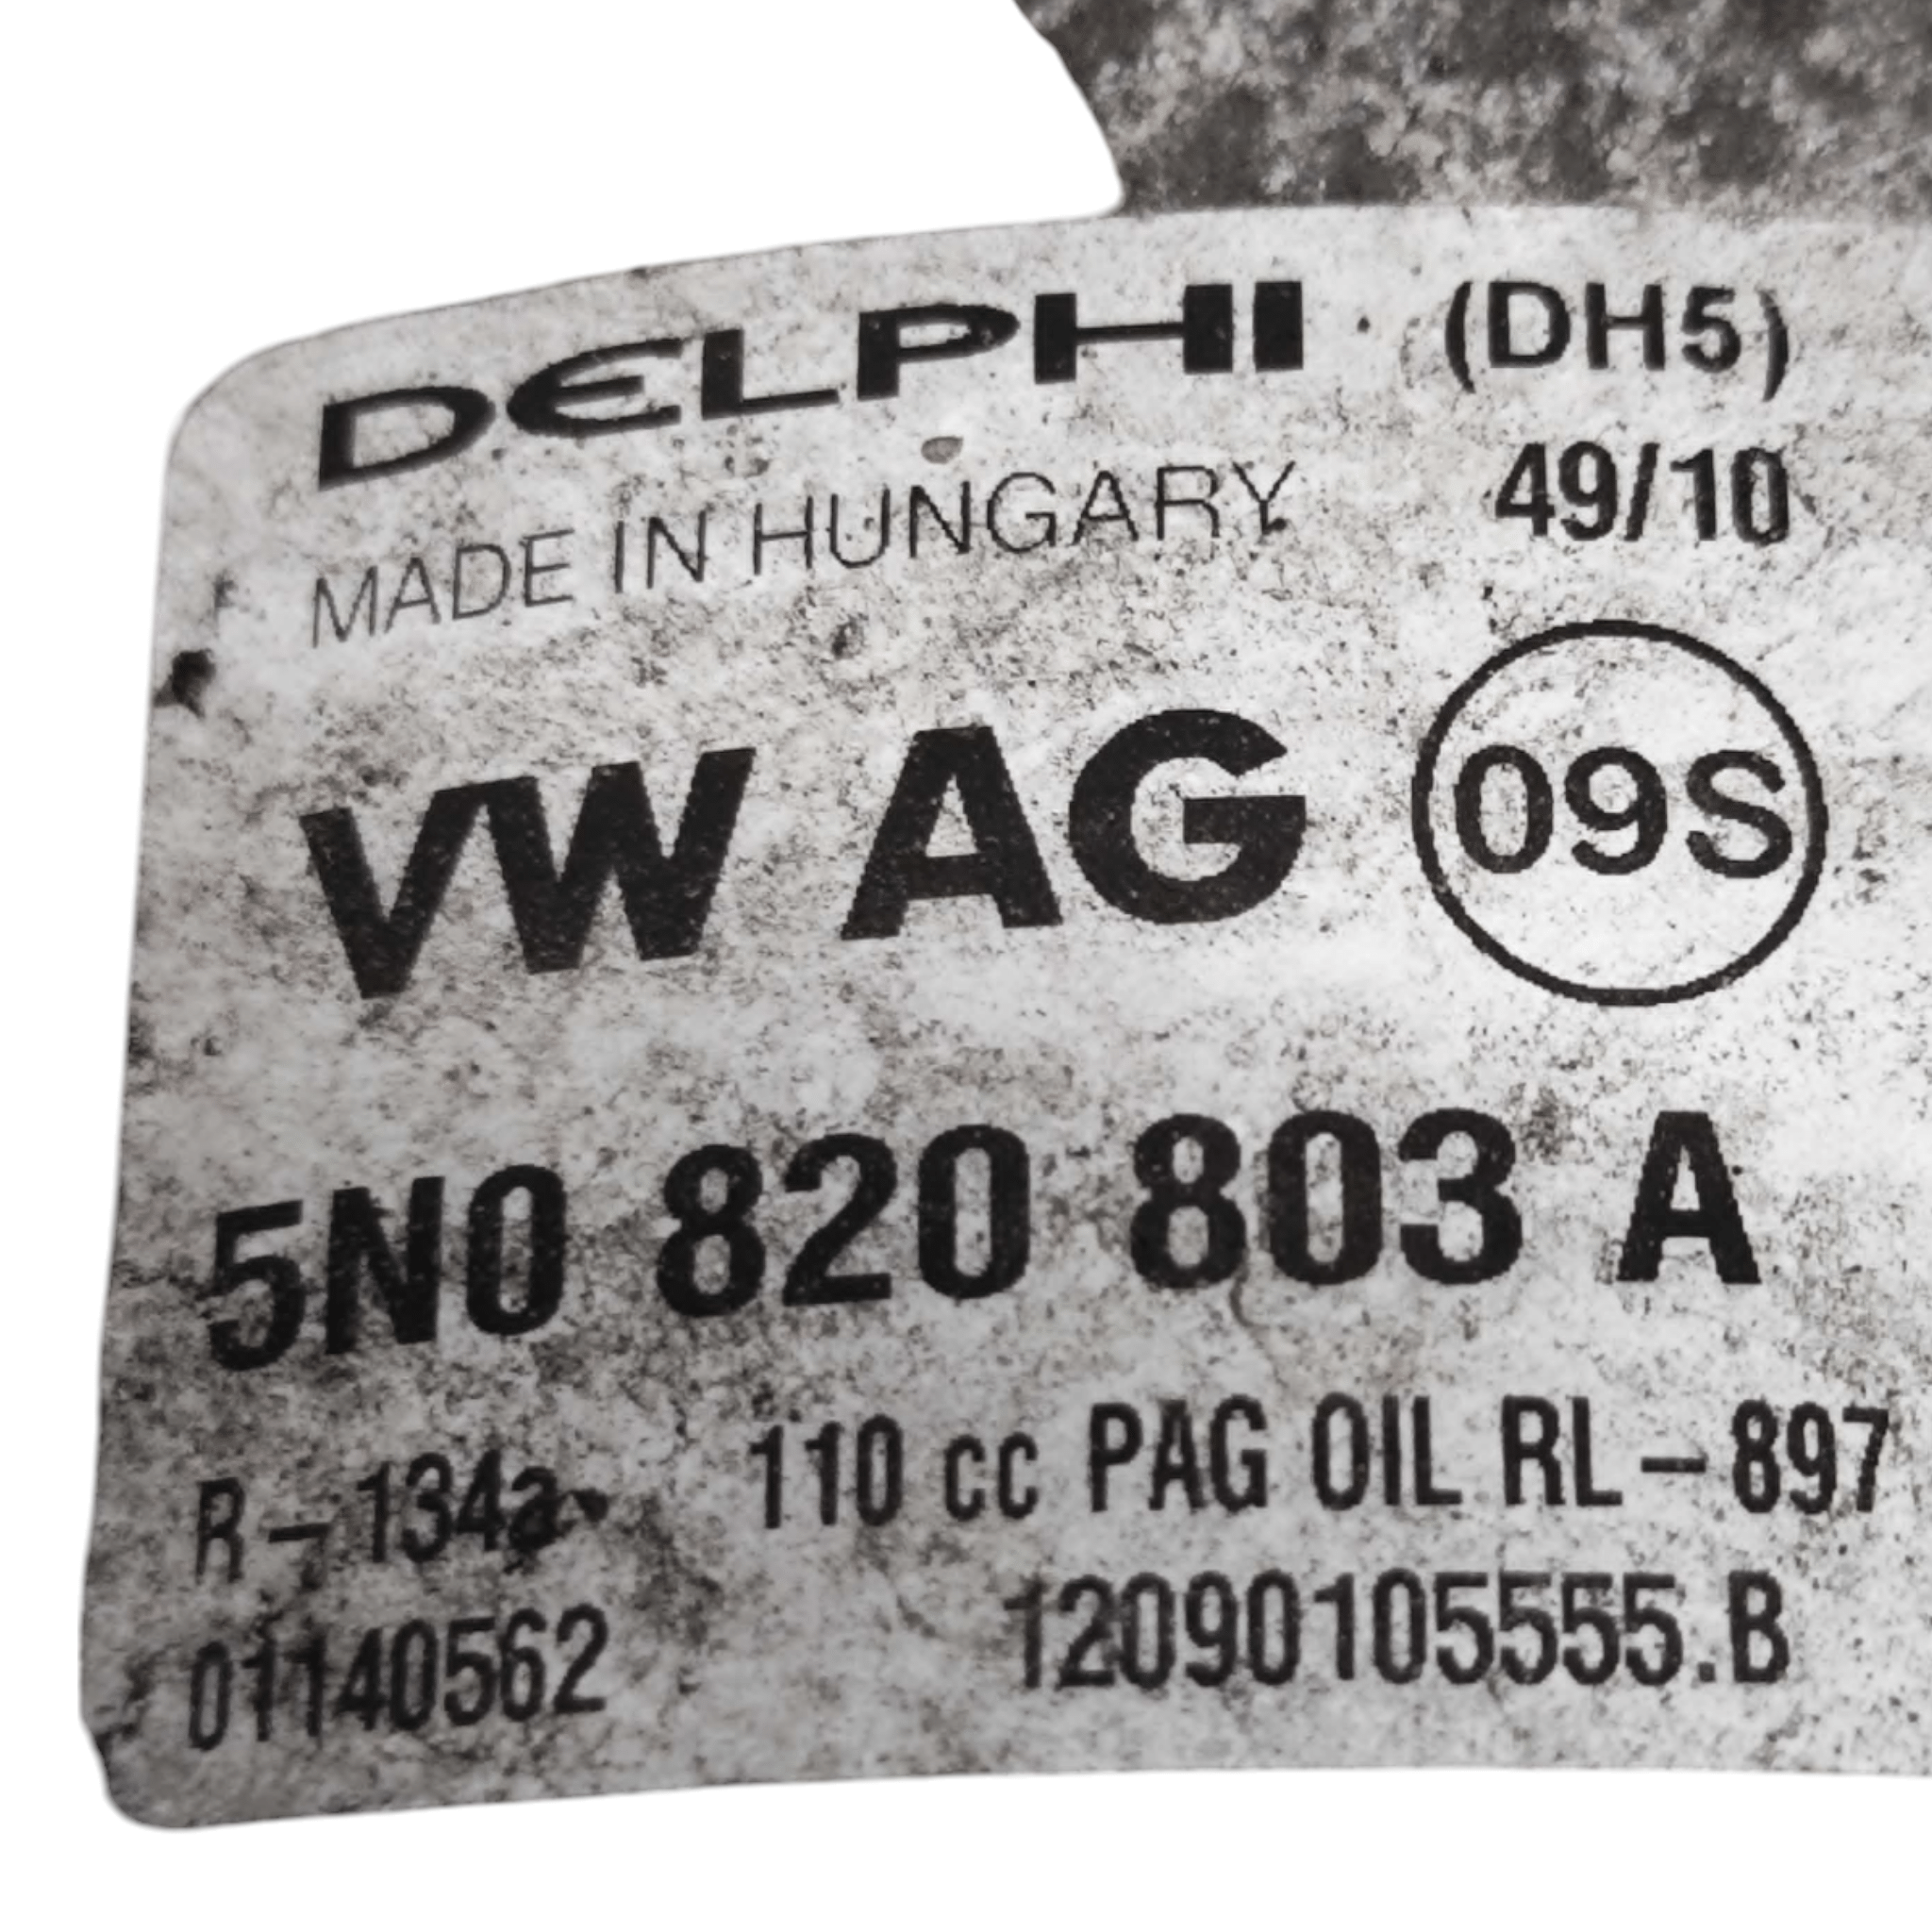 DELPHI (DH5)
MADE IN HUNGARY 49/10
VW AG 09S
5N0 820 803 A
R-134a 110 cc PAG OIL RL-897
01140562 12090105555.B